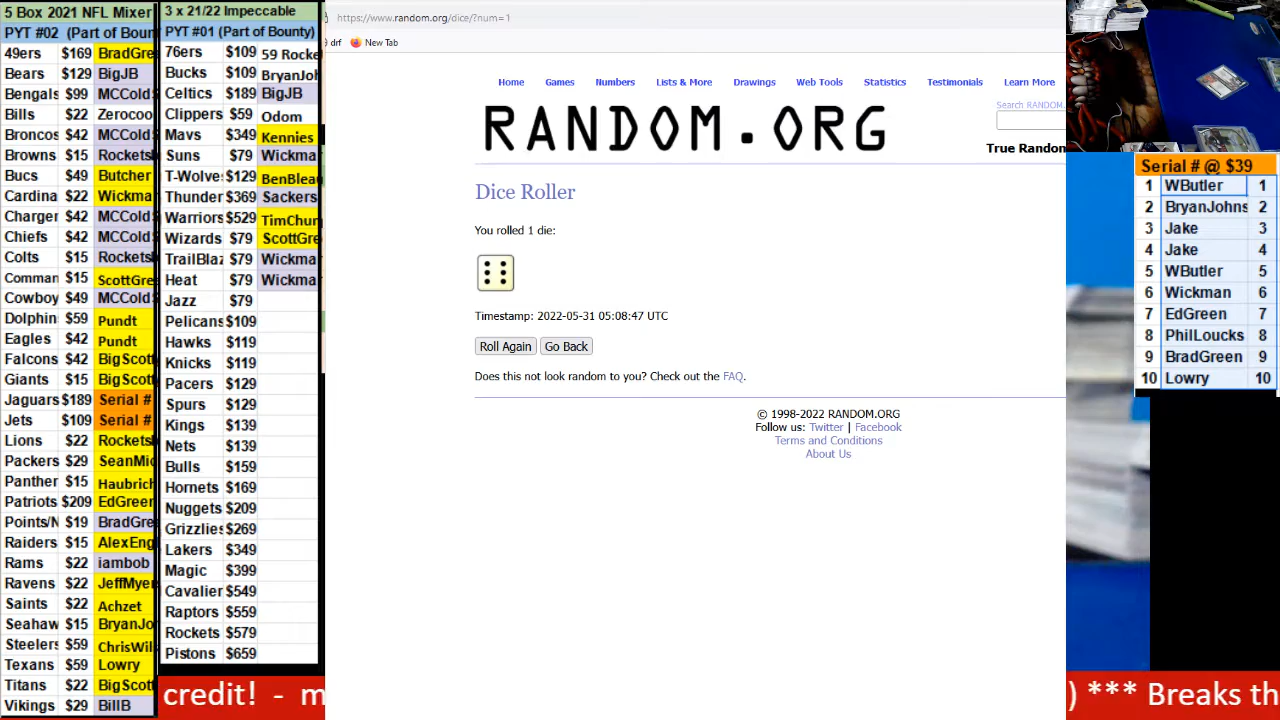 5 Box 2021 NFL Mixer
PYT #02 (Part of Boun
49ers $169 BradGre
Bears $129 BigJB
Bengals $99 MCCold
Bills $22 Zerocoo
Broncos $42 MCCold
Browns $15 Rockets
Bucs $49 Butcher
Cardina $22 Wickma
Charger $42 MCCold
Chiefs $42 MCCold
Colts $15 Rockets
Comman $15 ScottGre
Cowboy $49 MCCold
Dolphin $59 Pundt
Eagles $42 Pundt
Falcons $42 BigScot
Giants $15 BigScot
Jaguars $189 Serial #
Jets $109 Serial #
Lions $22 Rockets
Packers $29 SeanMic
Panther $15 Haubrich
Patriots $209 EdGreen
Points/N $19 BradGre
Raiders $15 AlexEng
Rams $22 iambob
Ravens $22 JeffMyer
Saints $22 Achzet
Seahaw $15 BryanJo
Steelers $59 ChrisWil
Texans $59 Lowry
Titans $22 BigScot
Vikings $29 BillB
3 x 21/22 Impeccable
PYT #01 (Part of Bounty)
76ers $109 59 Rocke
Bucks $109 BryanJoh
Celtics $189 BigJB
Clippers $59 Odom
Mavs $349 Kennies
Suns $79 Wickma
T-Wolve $129 BenBleau
Thunder $369 Sackers
Warriors $529 TimChun
Wizards $79 ScottGre
TrailBlaz $79 Wickma
Heat $79 Wickma
Jazz $79
Pelicans $109
Hawks $119
Knicks $119
Pacers $129
Spurs $129
Kings $139
Nets $139
Bulls $159
Hornets $169
Nuggets $209
Grizzlies $269
Lakers $349
Magic $399
Cavalier $549
Raptors $559
Rockets $579
Pistons $659
https://www.random.org/dice/?num=1
drf New Tab
Home Games Numbers Lists & More Drawings Web Tools Statistics Testimonials Learn More
RANDOM.ORG
Search RANDOM.
True Random
Dice Roller
You rolled 1 die:
Timestamp: 2022-05-31 05:08:47 UTC
Roll Again Go Back
Does this not look random to you? Check out the FAQ.
© 1998-2022 RANDOM.ORG
Follow us: Twitter | Facebook
Terms and Conditions
About Us
Serial # @ $39
1 WButler 1
2 BryanJohns 2
3 Jake 3
4 Jake 4
5 WButler 5
6 Wickman 6
7 EdGreen 7
8 PhilLoucks 8
9 BradGreen 9
10 Lowry 10
credit! - m
) *** Breaks th